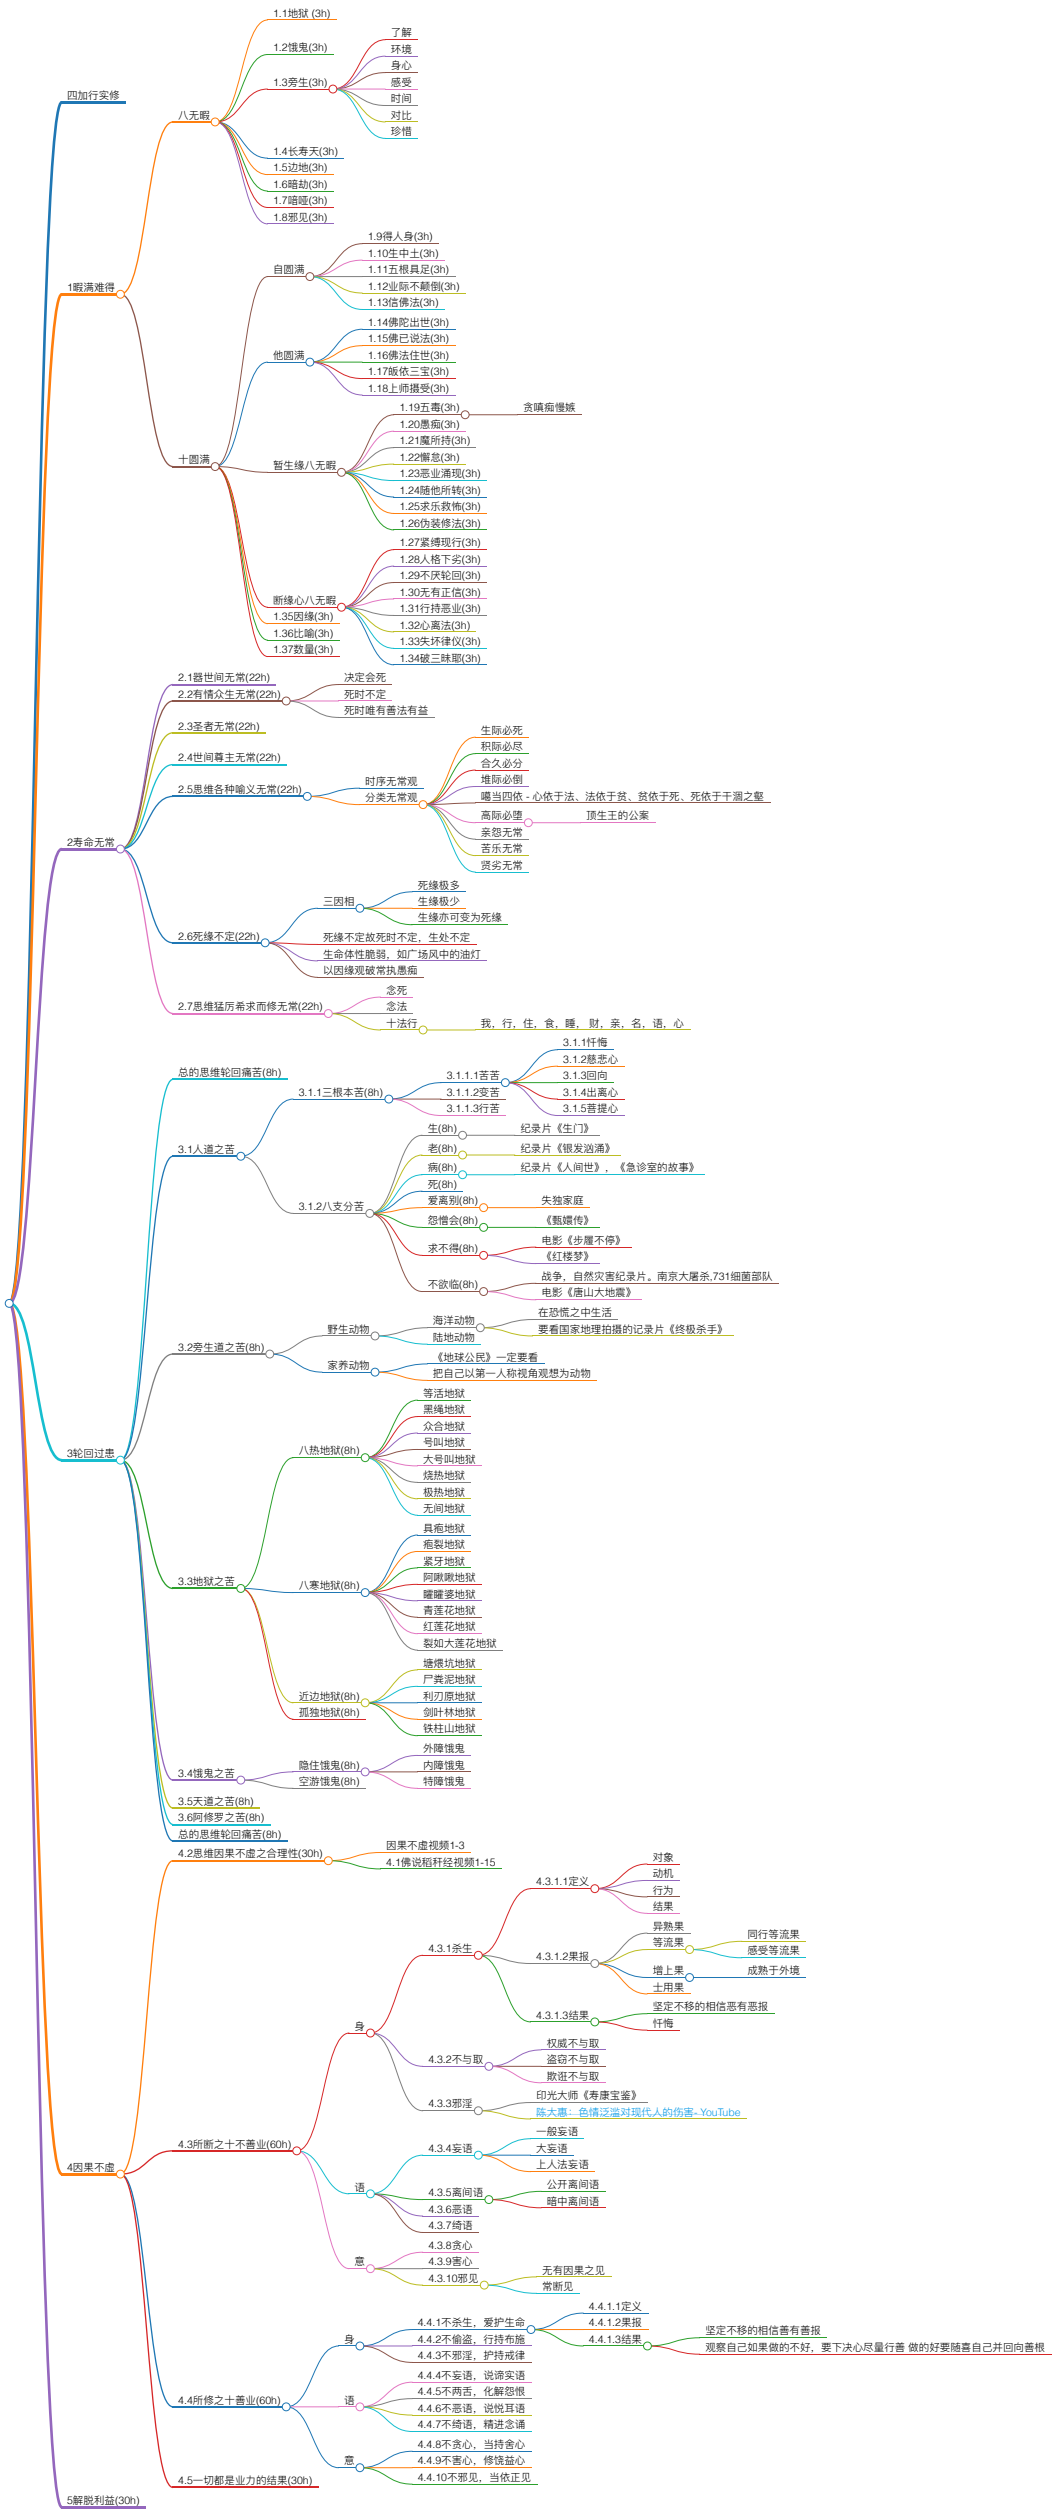 四加行实修
1暇满难得
八无暇
1.1地狱 (3h)
1.2饿鬼(3h)
1.3旁生(3h)
了解
环境
身心
感受
时间
对比
珍惜
1.4长寿天(3h)
1.5边地(3h)
1.6暗劫(3h)
1.7喑哑(3h)
1.8邪见(3h)
十圆满
自圆满
1.9得人身(3h)
1.10生中土(3h)
1.11五根具足(3h)
1.12业际不颠倒(3h)
1.13信佛法(3h)
他圆满
1.14佛陀出世(3h)
1.15佛已说法(3h)
1.16佛法住世(3h)
1.17皈依三宝(3h)
1.18上师摄受(3h)
暂生缘八无暇
1.19五毒(3h)
贪嗔痴慢嫉
1.20愚痴(3h)
1.21魔所持(3h)
1.22懈怠(3h)
1.23恶业涌现(3h)
1.24随他所转(3h)
1.25求乐救怖(3h)
1.26伪装修法(3h)
断缘心八无暇
1.27紧缚现行(3h)
1.28人格下劣(3h)
1.29不厌轮回(3h)
1.30无有正信(3h)
1.31行持恶业(3h)
1.32心离法(3h)
1.33失坏律仪(3h)
1.34破三昧耶(3h)
1.35因缘(3h)
1.36比喻(3h)
1.37数量(3h)
2寿命无常
2.1器世间无常(22h)
2.2有情众生无常(22h)
决定会死
死时不定
死时唯有善法有益
2.3圣者无常(22h)
2.4世间尊主无常(22h)
2.5思维各种喻义无常(22h)
时序无常观
分类无常观
生际必死
积际必尽
合久必分
堆际必倒
噶当四依 - 心依于法、法依于贫、贫依于死、死依于干涸之壑
高际必堕
顶生王的公案
亲怨无常
苦乐无常
贤劣无常
2.6死缘不定(22h)
三因相
死缘极多
生缘极少
生缘亦可变为死缘
死缘不定故死时不定，生处不定
生命体性脆弱，如广场风中的油灯
以因缘观破常执愚痴
2.7思维猛厉希求而修无常(22h)
念死
念法
十法行
我，行，住，食，睡， 财，亲，名，语，心
3轮回过患
总的思维轮回痛苦(8h)
3.1人道之苦
3.1.1三根本苦(8h)
3.1.1.1苦苦
3.1.1忏悔
3.1.2慈悲心
3.1.3回向
3.1.4出离心
3.1.5菩提心
3.1.1.2变苦
3.1.1.3行苦
3.1.2八支分苦
生(8h)
纪录片《生门》
老(8h)
纪录片《银发汹涌》
病(8h)
纪录片《人间世》，《急诊室的故事》
死(8h)
爱离别(8h)
失独家庭
怨憎会(8h)
《甄嬛传》
求不得(8h)
电影《步履不停》
《红楼梦》
不欲临(8h)
战争，自然灾害纪录片。南京大屠杀,731细菌部队
电影《唐山大地震》
3.2旁生道之苦(8h)
野生动物
海洋动物
在恐慌之中生活
要看国家地理拍摄的记录片《终极杀手》
陆地动物
家养动物
《地球公民》一定要看
把自己以第一人称视角观想为动物
3.3地狱之苦
八热地狱(8h)
等活地狱
黑绳地狱
众合地狱
号叫地狱
大号叫地狱
烧热地狱
极热地狱
无间地狱
八寒地狱(8h)
具疱地狱
疱裂地狱
紧牙地狱
阿啾啾地狱
矐矐婆地狱
青莲花地狱
红莲花地狱
裂如大莲花地狱
近边地狱(8h)
塘煨坑地狱
尸粪泥地狱
利刃原地狱
剑叶林地狱
铁柱山地狱
孤独地狱(8h)
3.4饿鬼之苦
隐住饿鬼(8h)
外障饿鬼
内障饿鬼
特障饿鬼
空游饿鬼(8h)
3.5天道之苦(8h)
3.6阿修罗之苦(8h)
总的思维轮回痛苦(8h)
4因果不虚
4.2思维因果不虚之合理性(30h)
因果不虚视频1-3
4.1佛说稻秆经视频1-15
4.3所断之十不善业(60h)
身
4.3.1杀生
4.3.1.1定义
对象
动机
行为
结果
4.3.1.2果报
异熟果
等流果
同行等流果
感受等流果
增上果
成熟于外境
士用果
4.3.1.3结果
坚定不移的相信恶有恶报
忏悔
4.3.2不与取
权威不与取
盗窃不与取
欺诳不与取
4.3.3邪淫
印光大师《寿康宝鉴》
陈大惠：色情泛滥对现代人的伤害- YouTube
语
4.3.4妄语
一般妄语
大妄语
上人法妄语
4.3.5离间语
公开离间语
暗中离间语
4.3.6恶语
4.3.7绮语
意
4.3.8贪心
4.3.9害心
4.3.10邪见
无有因果之见
常断见
4.4所修之十善业(60h)
身
4.4.1不杀生，爱护生命
4.4.1.1定义
4.4.1.2果报
4.4.1.3结果
坚定不移的相信善有善报
观察自己如果做的不好，要下决心尽量行善 做的好要随喜自己并回向善根
4.4.2不偷盗，行持布施
4.4.3不邪淫，护持戒律
语
4.4.4不妄语，说谛实语
4.4.5不两舌，化解怨恨
4.4.6不恶语，说悦耳语
4.4.7不绮语，精进念诵
意
4.4.8不贪心，当持舍心
4.4.9不害心，修饶益心
4.4.10不邪见，当依正见
4.5一切都是业力的结果(30h)
5解脱利益(30h)